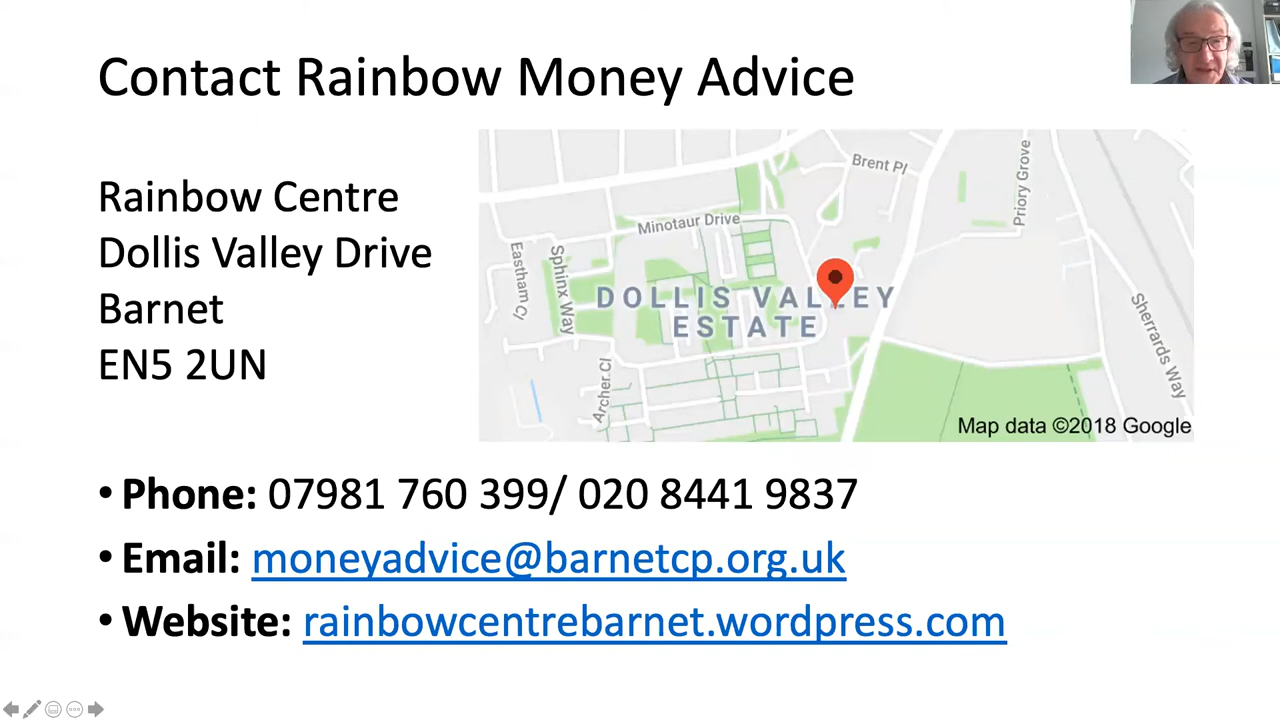 Contact Rainbow Money Advice
Rainbow Centre
Dollis Valley Drive
Barnet
EN5 2UN
Brent Pl
Priory Grove
Minotaur Drive
Eastham Cl
Sphinx Way
DOLLIS VALLEY
ESTATE
Sherrards Way
Archer Cl
Map data ©2018 Google
• Phone: 07981 760 399/ 020 8441 9837
• Email: moneyadvice@barnetcp.org.uk
• Website: rainbowcentrebarnet.wordpress.com